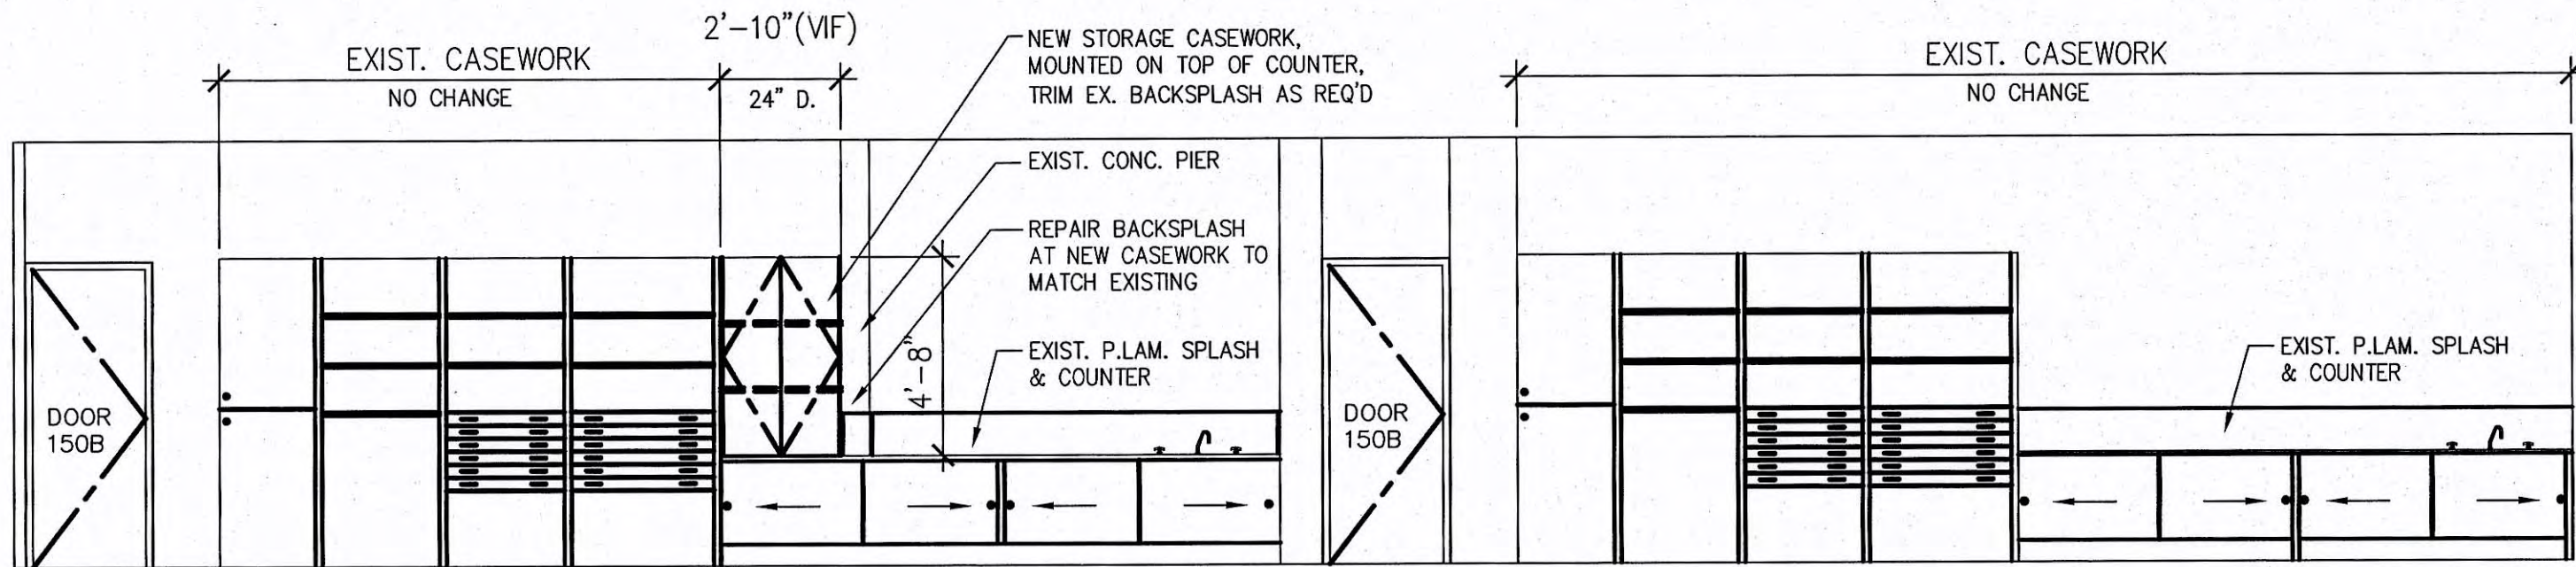 2'-10"(VIF)
EXIST. CASEWORK
NO CHANGE
24" D.
NEW STORAGE CASEWORK,
MOUNTED ON TOP OF COUNTER,
TRIM EX. BACKSPLASH AS REQ'D
EXIST. CASEWORK
NO CHANGE
EXIST. CONC. PIER
REPAIR BACKSPLASH
AT NEW CASEWORK TO
MATCH EXISTING
4'-8"
EXIST. P.LAM. SPLASH
& COUNTER
EXIST. P.LAM. SPLASH
& COUNTER
DOOR
150B
DOOR
150B